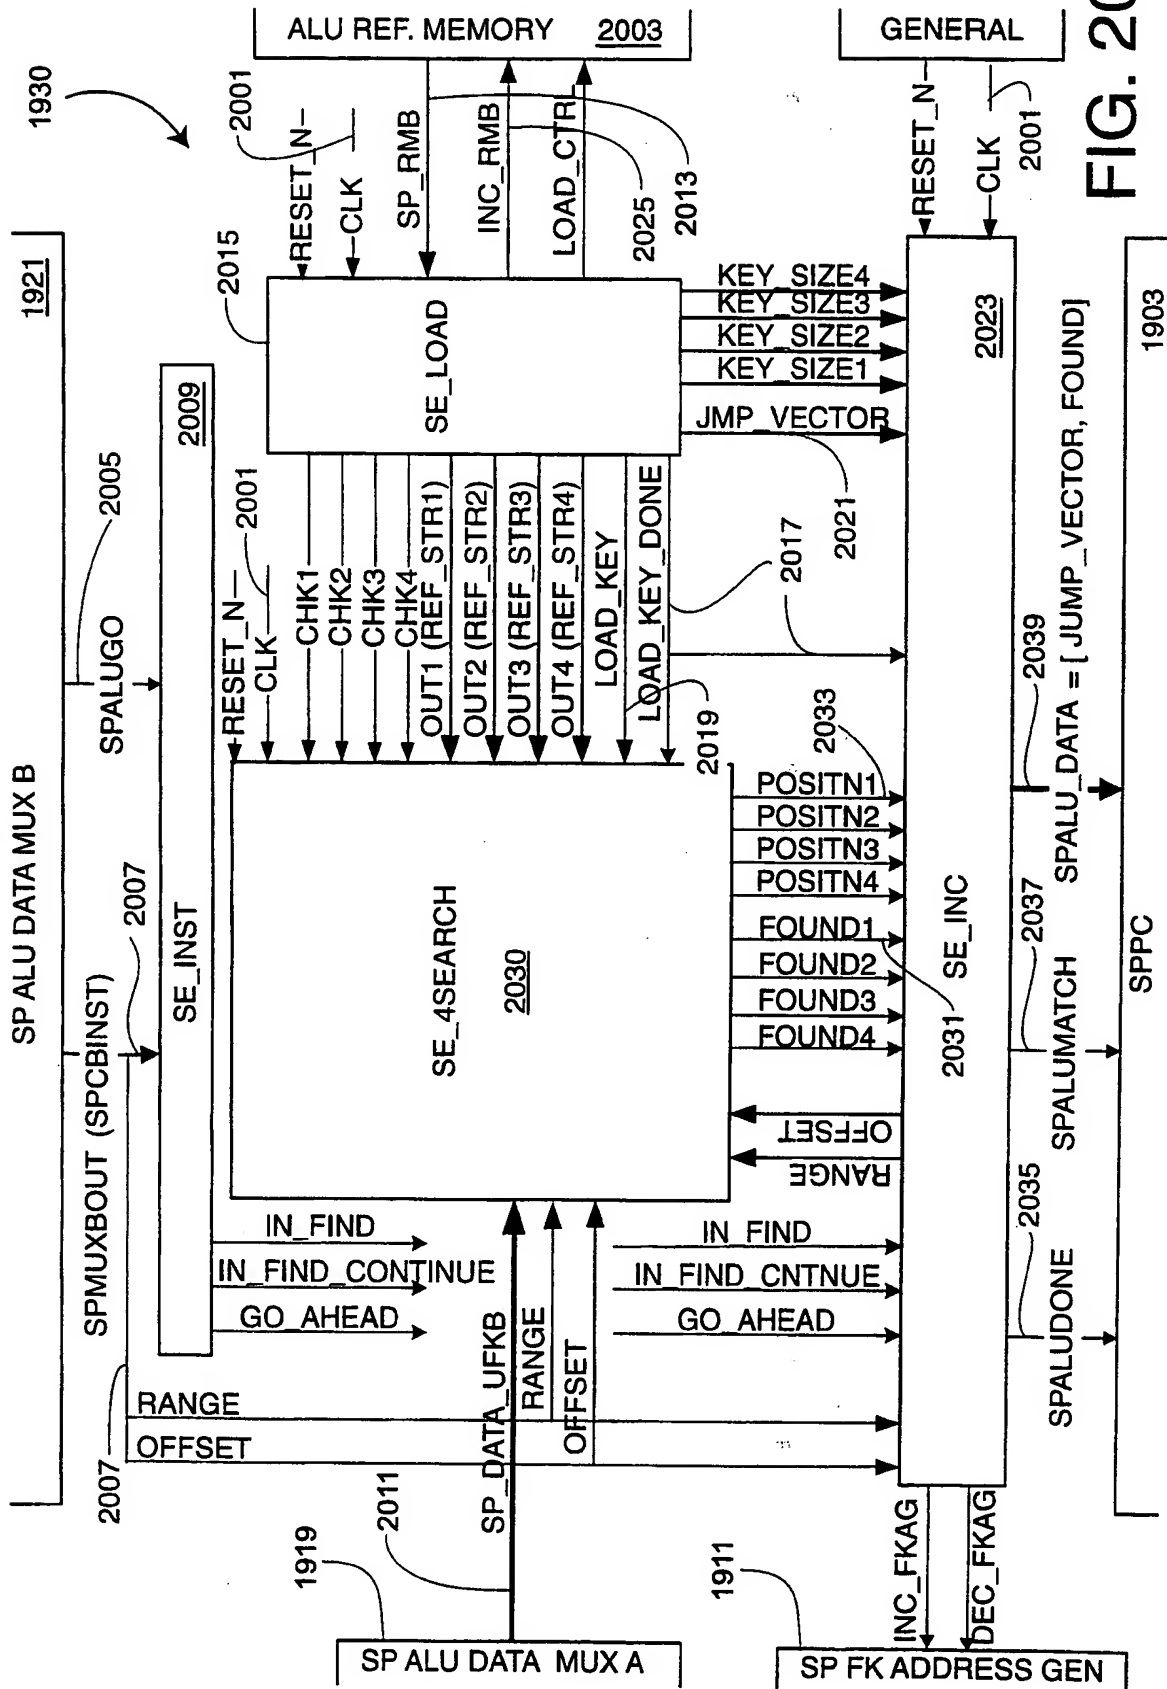 ALU REF. MEMORY 2003
GENERAL
FIG. 20
1930
2001
RESET_N
CLK
SP_RMB
INC_RMB
LOAD_CTRL
2013
2025
RESET_N
CLK
2001
SP ALU DATA MUX B
1921
2005
SPALUGO
2007
SPMUXBOUT (SPCBINST)
2007
SE_INST
2009
2015
SE_LOAD
KEY_SIZE4
KEY_SIZE3
KEY_SIZE2
KEY_SIZE1
JMP_VECTOR
2021
2001
RESET_N
CLK
CHK1
CHK2
CHK3
CHK4
OUT1 (REF_STR1)
OUT2 (REF_STR2)
OUT3 (REF_STR3)
OUT4 (REF_STR4)
LOAD_KEY
LOAD_KEY_DONE
2017
2019
SE_4SEARCH
2030
POSITN1
POSITN2
POSITN3
POSITN4
2033
FOUND1
FOUND2
FOUND3
FOUND4
2031
OFFSET
RANGE
SE_INC
2023
IN_FIND
IN_FIND_CONTINUE
GO_AHEAD
IN_FIND
IN_FIND_CNTNUE
GO_AHEAD
RANGE
OFFSET
SP_DATA_UFKB
RANGE
OFFSET
2011
1919
SP ALU DATA MUX A
1911
SP FK ADDRESS GEN
INC_FKAG
DEC_FKAG
SPALUDONE
2035
SPALUMATCH
2037
SPALU_DATA = [ JUMP_VECTOR, FOUND]
2039
SPPC
1903